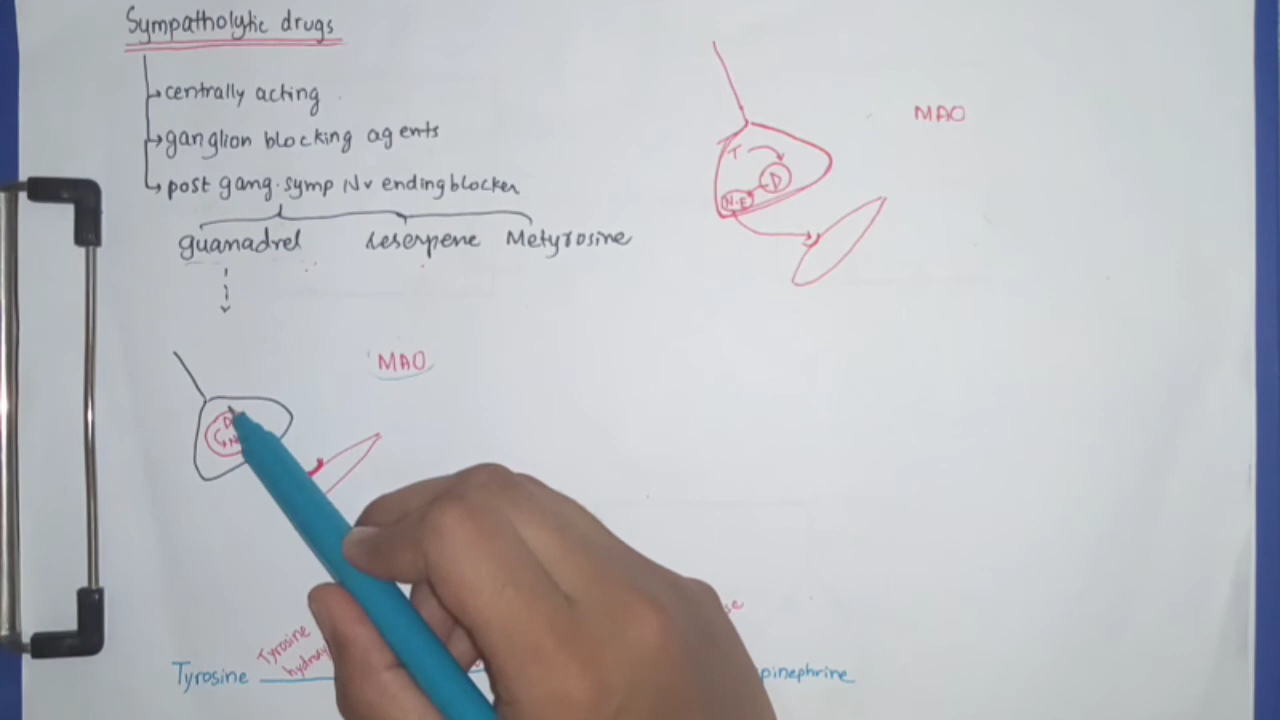 Sympatholytic drugs
centrally acting
ganglion blocking agents
post gang. symp Nv ending blocker
guanadrel reserpene Metyrosine
MAO
T
D
N.E
MAO
D
N
Tyrosine
Tyrosine pinephrine